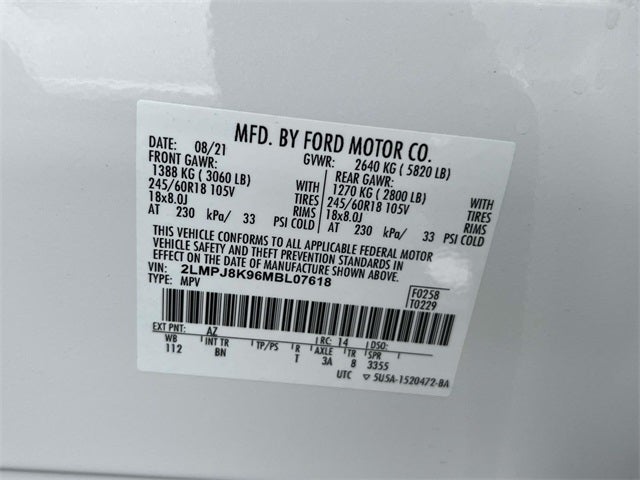 MFD. BY FORD MOTOR CO.
DATE: 08/21 GVWR: 2640 KG ( 5820 LB)
FRONT GAWR: REAR GAWR:
1388 KG ( 3060 LB) WITH 1270 KG ( 2800 LB) WITH
245/60R18 105V TIRES 245/60R18 105V TIRES
18x8.0J RIMS 18x8.0J RIMS
AT 230 kPa/ 33 PSI COLD AT 230 kPa/ 33 PSI COLD
THIS VEHICLE CONFORMS TO ALL APPLICABLE FEDERAL MOTOR
VEHICLE SAFETY AND THEFT PREVENTION STANDARDS IN
EFFECT ON THE DATE OF MANUFACTURE SHOWN ABOVE.
VIN: 2LMPJ8K96MBL07618 F0258
TYPE: MPV T0229
EXT PNT: AZ RC: 14 DSO:
WB INT TR TP/PS R AXLE TR SPR
112 BN T 3A 8 3355
UTC ▽ 5U5A-1520472-BA